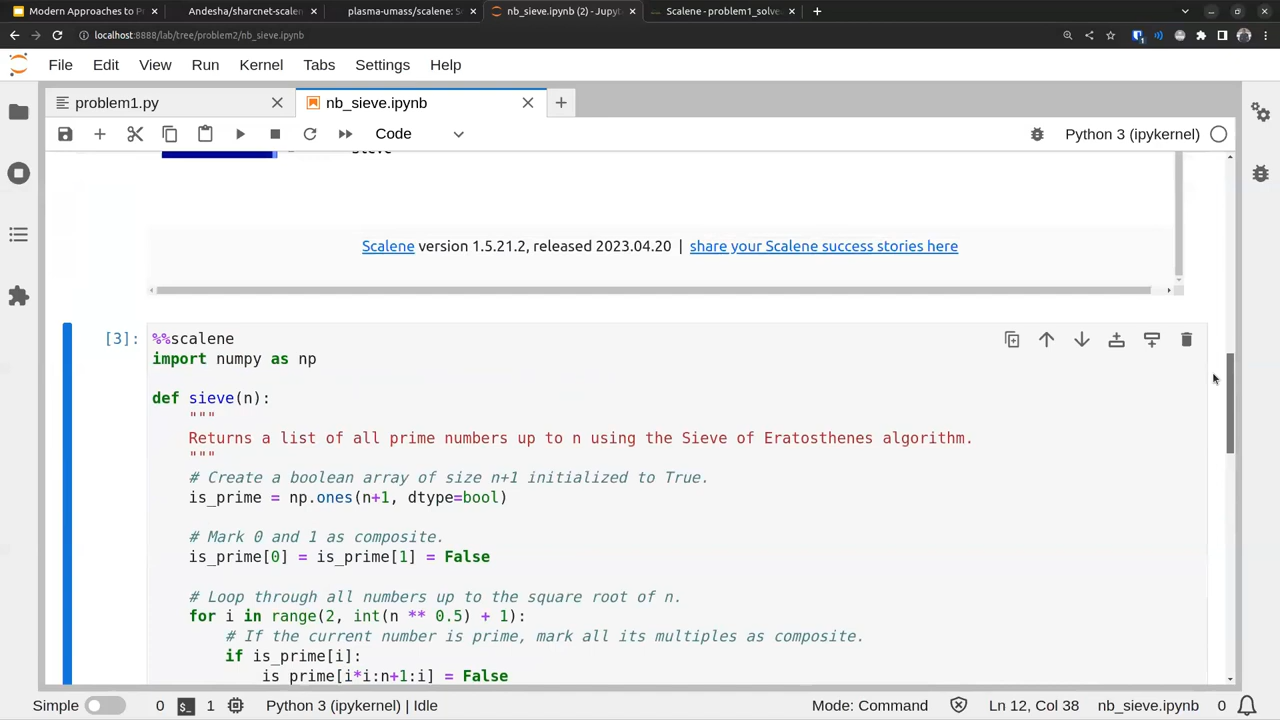 Modern Approaches to Pr
Andesha/sharcnet-scalen
plasma-umass/scalene: Sc
nb_sieve.ipynb (2) - Jupyt
Scalene - problem1_solve
localhost:8888/lab/tree/problem2/nb_sieve.ipynb
File Edit View Run Kernel Tabs Settings Help
problem1.py
nb_sieve.ipynb
Code
Python 3 (ipykernel)
sieve
Scalene version 1.5.21.2, released 2023.04.20 | share your Scalene success stories here
[3]: %%scalene
import numpy as np
def sieve(n):
"""
Returns a list of all prime numbers up to n using the Sieve of Eratosthenes algorithm.
"""
# Create a boolean array of size n+1 initialized to True.
is_prime = np.ones(n+1, dtype=bool)
# Mark 0 and 1 as composite.
is_prime[0] = is_prime[1] = False
# Loop through all numbers up to the square root of n.
for i in range(2, int(n ** 0.5) + 1):
# If the current number is prime, mark all its multiples as composite.
if is_prime[i]:
is_prime[i*i:n+1:i] = False
Simple 0 1 Python 3 (ipykernel) | Idle Mode: Command Ln 12, Col 38 nb_sieve.ipynb 0